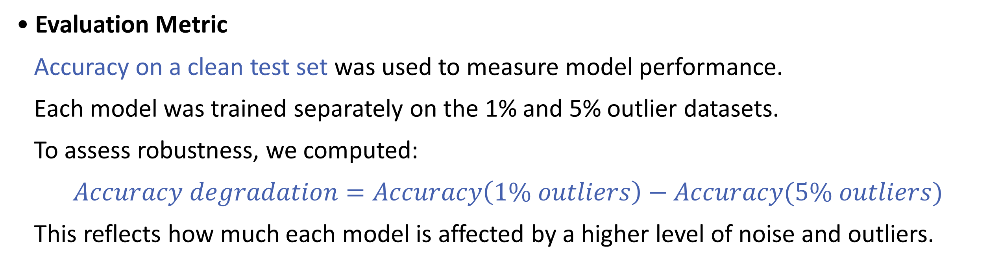 • Evaluation Metric
Accuracy on a clean test set was used to measure model performance.
Each model was trained separately on the 1% and 5% outlier datasets.
To assess robustness, we computed:
Accuracy degradation = Accuracy(1% outliers) − Accuracy(5% outliers)
This reflects how much each model is affected by a higher level of noise and outliers.